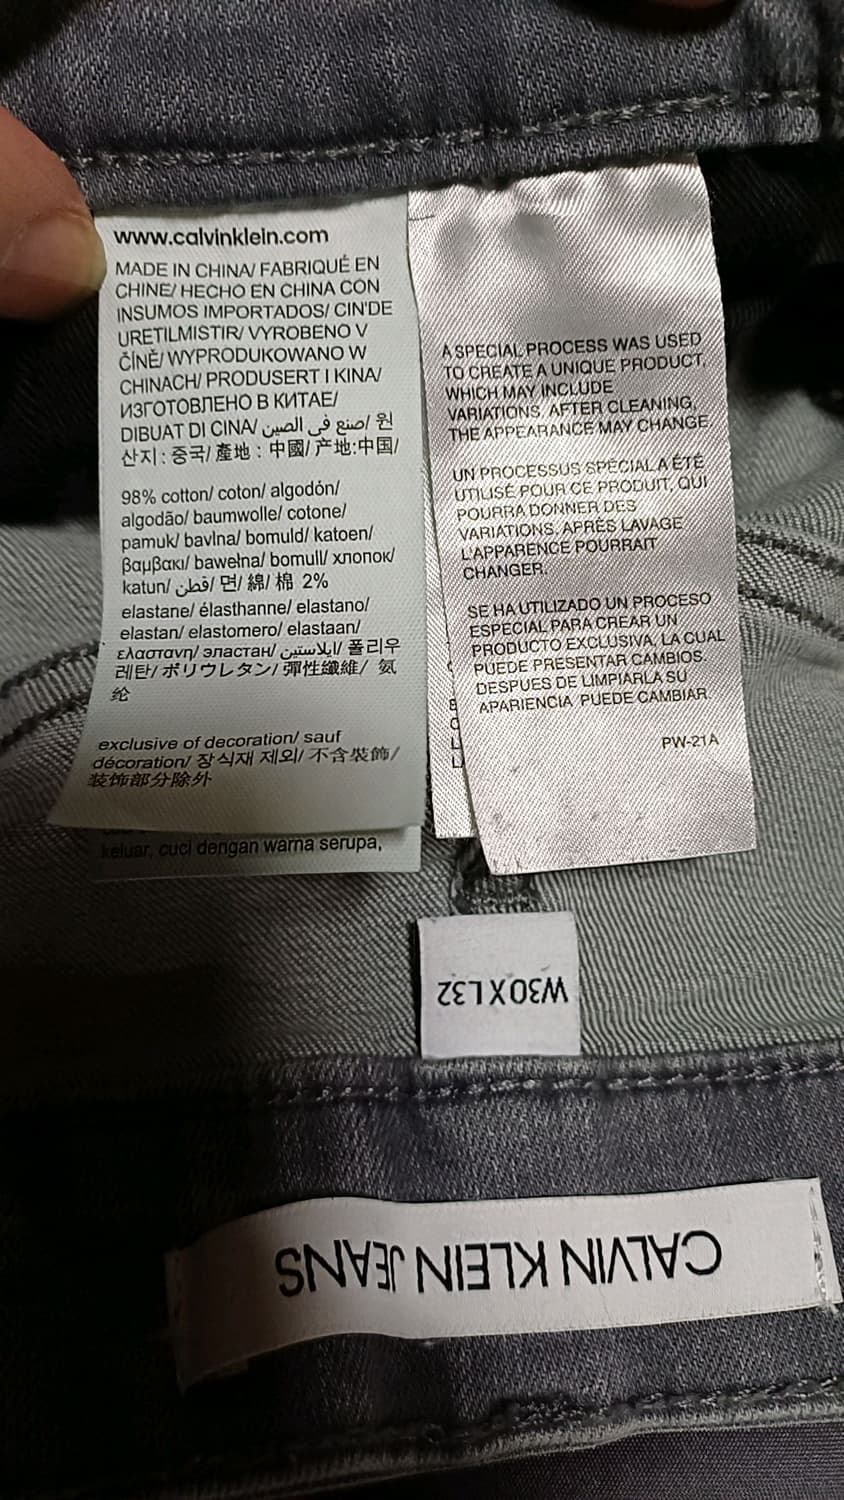 www.calvinklein.com
MADE IN CHINA/ FABRIQUÉ EN
CHINE/ HECHO EN CHINA CON
INSUMOS IMPORTADOS/ CIN'DE
URETILMISTIR/ VYROBENO V
ČÍNĚ/ WYPRODUKOWANO W
CHINACH/ PRODUSERT I KINA/
ИЗГОТОВЛЕНО В КИТАЕ/
DIBUAT DI CINA/ صنع في الصين/ 원
산지 : 중국/ 產地 : 中國/ 产地:中国/
98% cotton/ coton/ algodón/
algodão/ baumwolle/ cotone/
pamuk/ bavlna/ bomuld/ katoen/
βαμβακι/ bawełna/ bomull/ хлопок/
katun/ قطن/ 면/ 綿/ 棉 2%
elastane/ élasthanne/ elastano/
elastan/ elastomero/ elastaan/
ελαστανη/ эластан/ ايلاستين/ 폴리우
레탄/ ポリウレタン/ 彈性纖維/ 氨
纶
exclusive of decoration/ sauf
décoration/ 장식재 제외/ 不含裝飾/
装饰部分除外
keluar, cuci dengan warna serupa,
A SPECIAL PROCESS WAS USED
TO CREATE A UNIQUE PRODUCT,
WHICH MAY INCLUDE
VARIATIONS. AFTER CLEANING,
THE APPEARANCE MAY CHANGE.
UN PROCESSUS SPÉCIAL A ÉTÉ
UTILISÉ POUR CE PRODUIT, QUI
POURRA DONNER DES
VARIATIONS. APRÈS LAVAGE
L'APPARENCE POURRAIT
CHANGER.
SE HA UTILIZADO UN PROCESO
ESPECIAL PARA CREAR UN
PRODUCTO EXCLUSIVA, LA CUAL
PUEDE PRESENTAR CAMBIOS.
DESPUES DE LIMPIARLA SU
APARIENCIA PUEDE CAMBIAR
PW-21A
W30XL32
CALVIN KLEIN JEANS